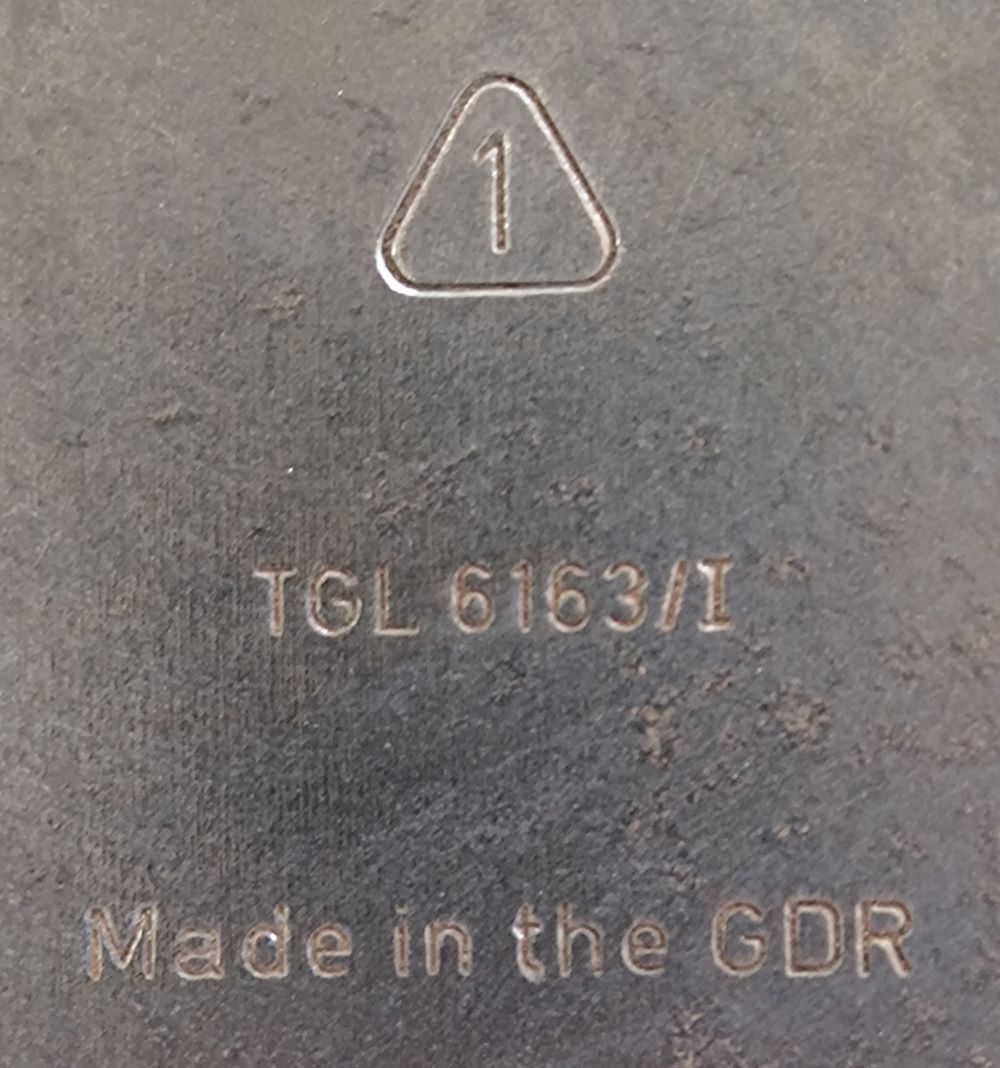 1
TGL 6163/I
Made in the GDR